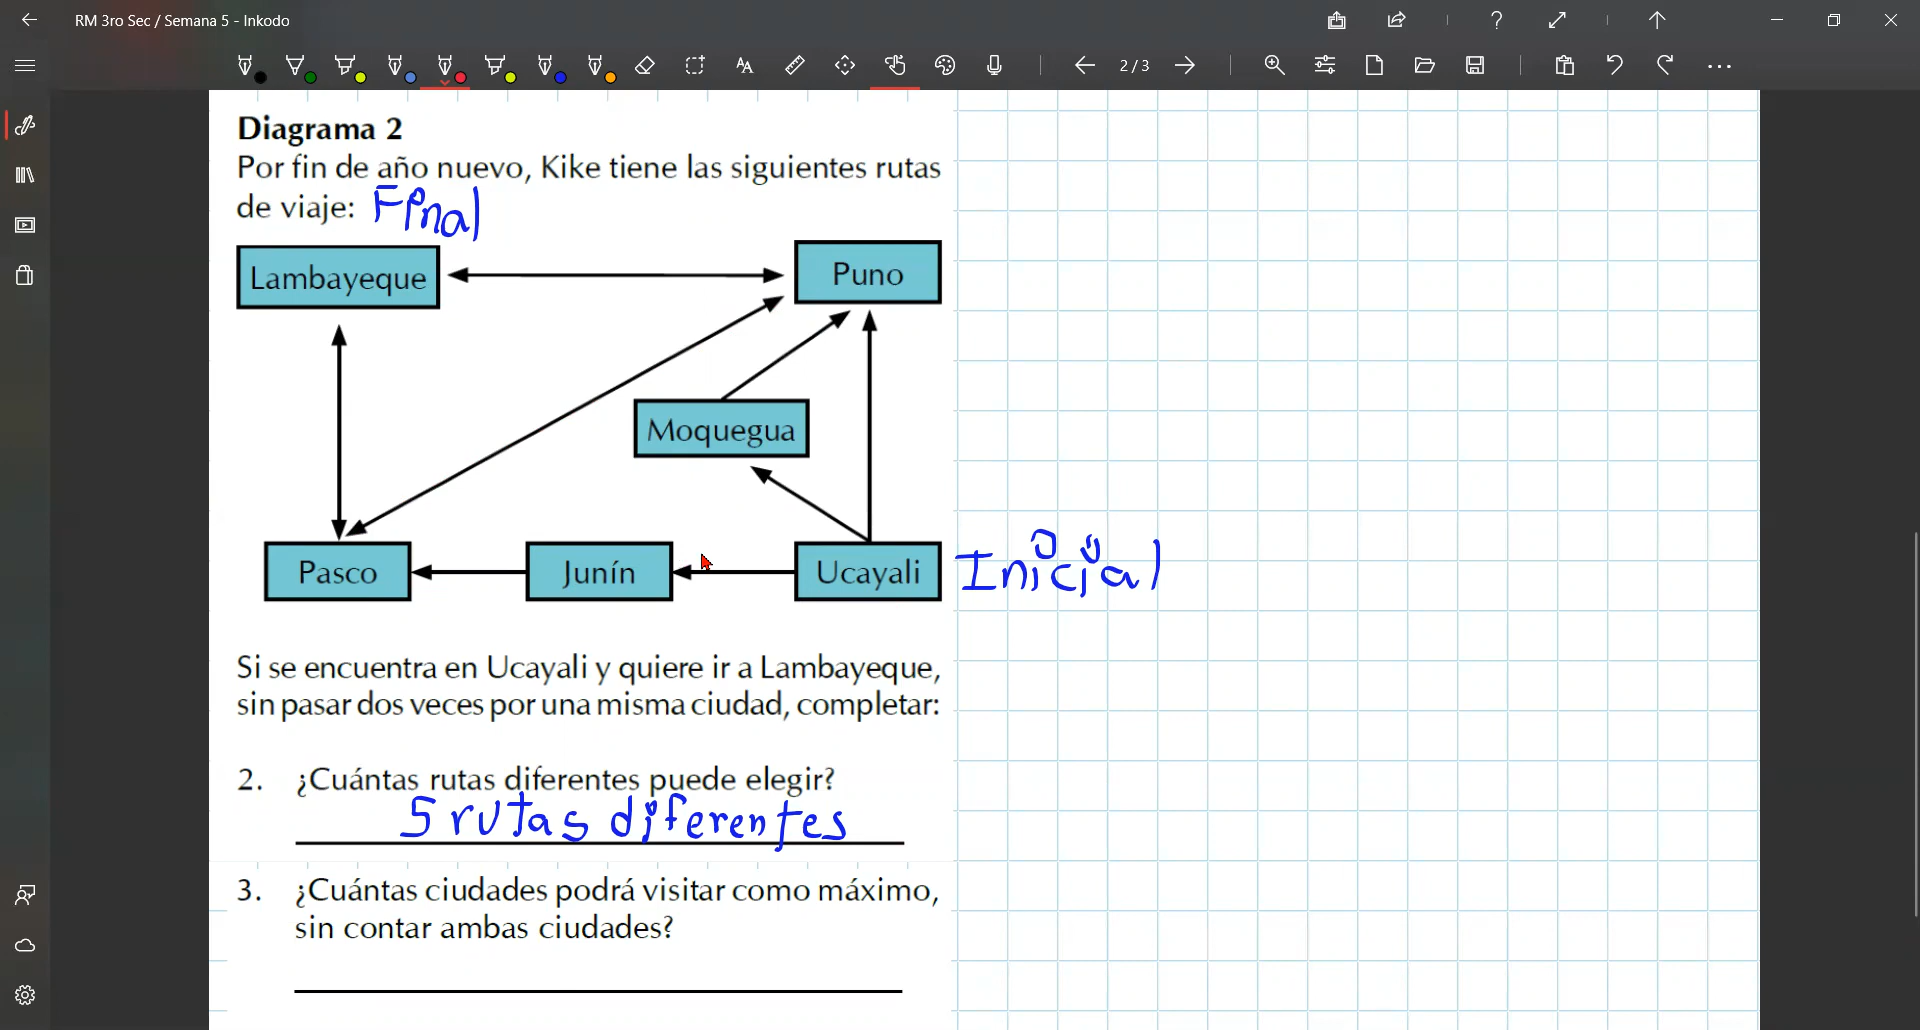 RM 3ro Sec / Semana 5 - Inkodo
2 / 3
Diagrama 2
Por fin de año nuevo, Kike tiene las siguientes rutas
de viaje: Final
Lambayeque
Puno
Moquegua
Pasco
Junín
Ucayali
Inicial
Si se encuentra en Ucayali y quiere ir a Lambayeque,
sin pasar dos veces por una misma ciudad, completar:
2. ¿Cuántas rutas diferentes puede elegir?
5 rutas diferentes
3. ¿Cuántas ciudades podrá visitar como máximo,
sin contar ambas ciudades?